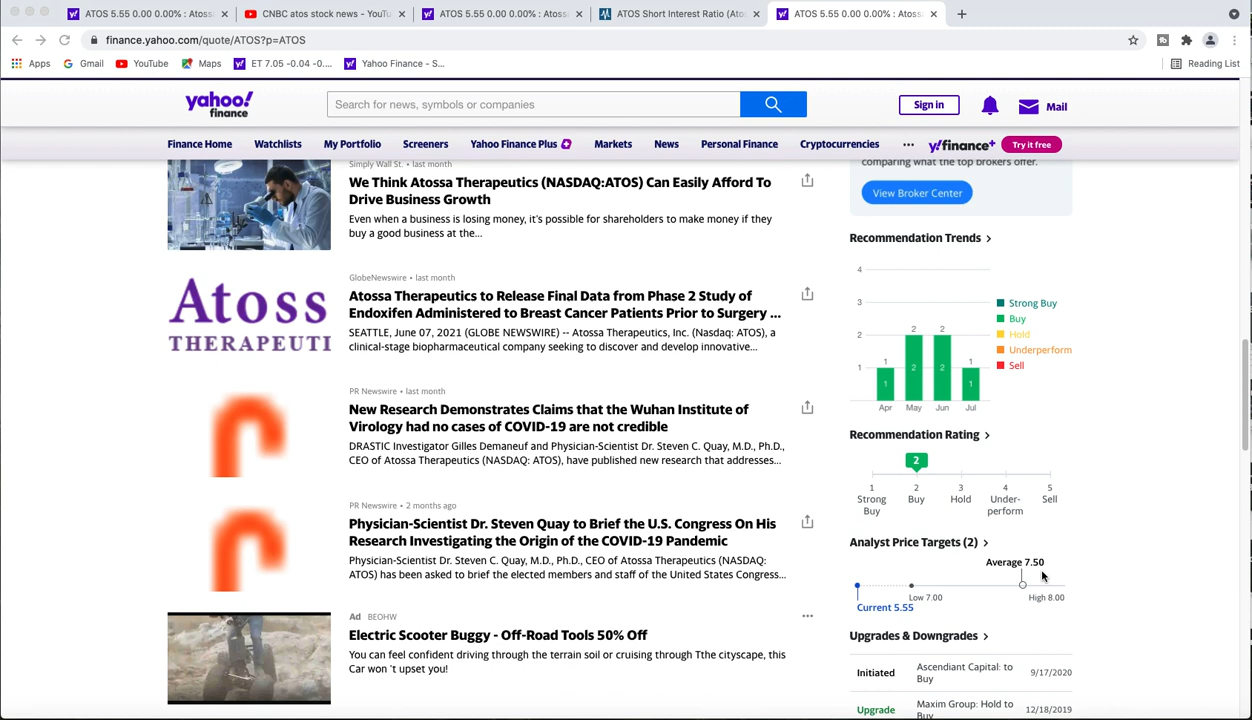 ATOS 5.55 0.00 0.00% : Atossa
CNBC atos stock news - YouTu
ATOS 5.55 0.00 0.00% : Atossa
ATOS Short Interest Ratio (Atos
ATOS 5.55 0.00 0.00% : Atossa
finance.yahoo.com/quote/ATOS?p=ATOS
Apps
Gmail
YouTube
Maps
ET 7.05 -0.04 -0....
Yahoo Finance - S...
Reading List
yahoo!
finance
Search for news, symbols or companies
Sign in
Mail
Finance Home
Watchlists
My Portfolio
Screeners
Yahoo Finance Plus
Markets
News
Personal Finance
Cryptocurrencies
...
y!finance+
Try it free
Simply Wall St. • last month
We Think Atossa Therapeutics (NASDAQ:ATOS) Can Easily Afford To
Drive Business Growth
Even when a business is losing money, it's possible for shareholders to make money if they
buy a good business at the...
Atoss
THERAPEUTI
GlobeNewswire • last month
Atossa Therapeutics to Release Final Data from Phase 2 Study of
Endoxifen Administered to Breast Cancer Patients Prior to Surgery ...
SEATTLE, June 07, 2021 (GLOBE NEWSWIRE) -- Atossa Therapeutics, Inc. (Nasdaq: ATOS), a
clinical-stage biopharmaceutical company seeking to discover and develop innovative...
PR Newswire • last month
New Research Demonstrates Claims that the Wuhan Institute of
Virology had no cases of COVID-19 are not credible
DRASTIC Investigator Gilles Demaneuf and Physician-Scientist Dr. Steven C. Quay, M.D., Ph.D.,
CEO of Atossa Therapeutics (NASDAQ: ATOS), have published new research that addresses...
PR Newswire • 2 months ago
Physician-Scientist Dr. Steven Quay to Brief the U.S. Congress On His
Research Investigating the Origin of the COVID-19 Pandemic
Physician-Scientist Dr. Steven C. Quay, M.D., Ph.D., CEO of Atossa Therapeutics (NASDAQ:
ATOS) has been asked to brief the elected members and staff of the United States Congress...
Ad BEOHW
Electric Scooter Buggy - Off-Road Tools 50% Off
You can feel confident driving through the terrain soil or cruising through Tthe cityscape, this
Car won 't upset you!
comparing what the top brokers offer.
View Broker Center
Recommendation Trends
4
3
2
1
1
2
2
1
1
2
2
1
Apr
May
Jun
Jul
Strong Buy
Buy
Hold
Underperform
Sell
Recommendation Rating
2
1
2
3
4
5
Strong
Buy
Buy
Hold
Under-
perform
Sell
Analyst Price Targets (2)
Average 7.50
Low 7.00
High 8.00
Current 5.55
Upgrades & Downgrades
Initiated
Ascendiant Capital: to
Buy
9/17/2020
Upgrade
Maxim Group: Hold to
Buy
12/18/2019